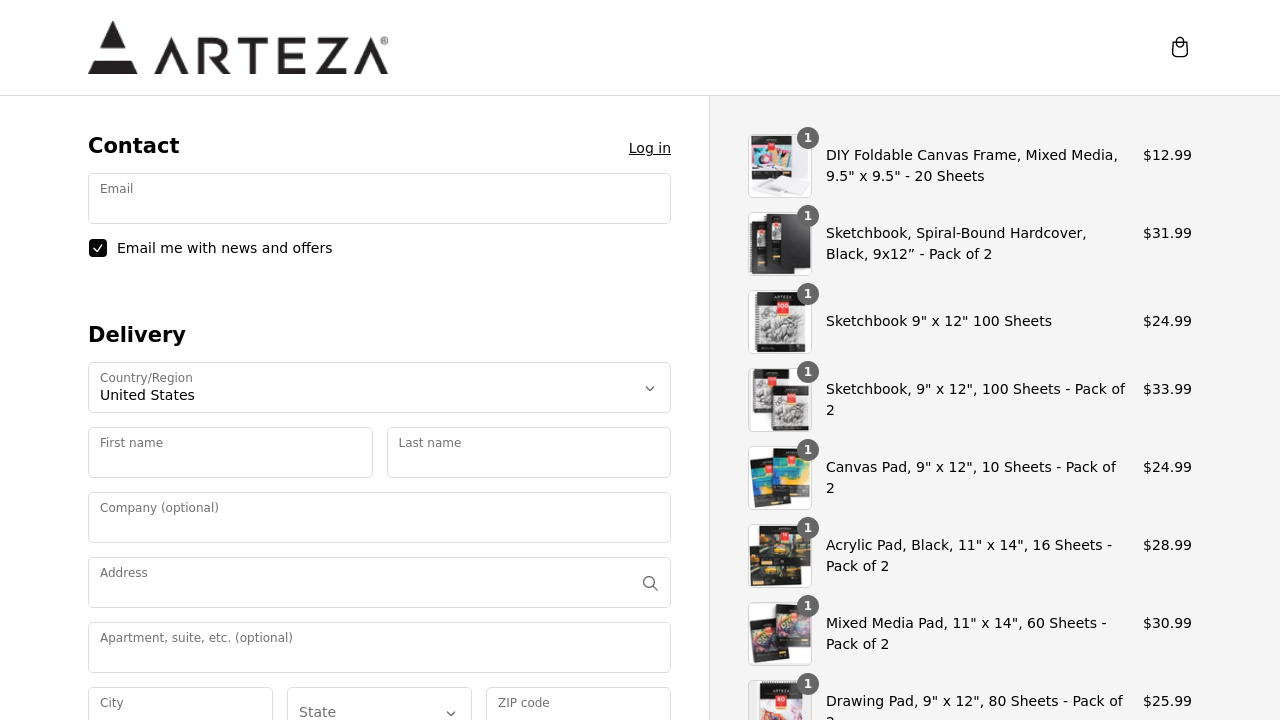 ARTEZA®
Contact
Log in
Email
Email me with news and offers
Delivery
Country/Region
United States
First name
Last name
Company (optional)
Address
Apartment, suite, etc. (optional)
City
State
ZIP code
1
DIY Foldable Canvas Frame, Mixed Media,
9.5" x 9.5" - 20 Sheets
$12.99
1
Sketchbook, Spiral-Bound Hardcover,
Black, 9x12” - Pack of 2
$31.99
1
Sketchbook 9" x 12" 100 Sheets
$24.99
1
Sketchbook, 9" x 12", 100 Sheets - Pack of
2
$33.99
1
Canvas Pad, 9" x 12", 10 Sheets - Pack of
2
$24.99
1
Acrylic Pad, Black, 11" x 14", 16 Sheets -
Pack of 2
$28.99
1
Mixed Media Pad, 11" x 14", 60 Sheets -
Pack of 2
$30.99
1
Drawing Pad, 9" x 12", 80 Sheets - Pack of
2
$25.99